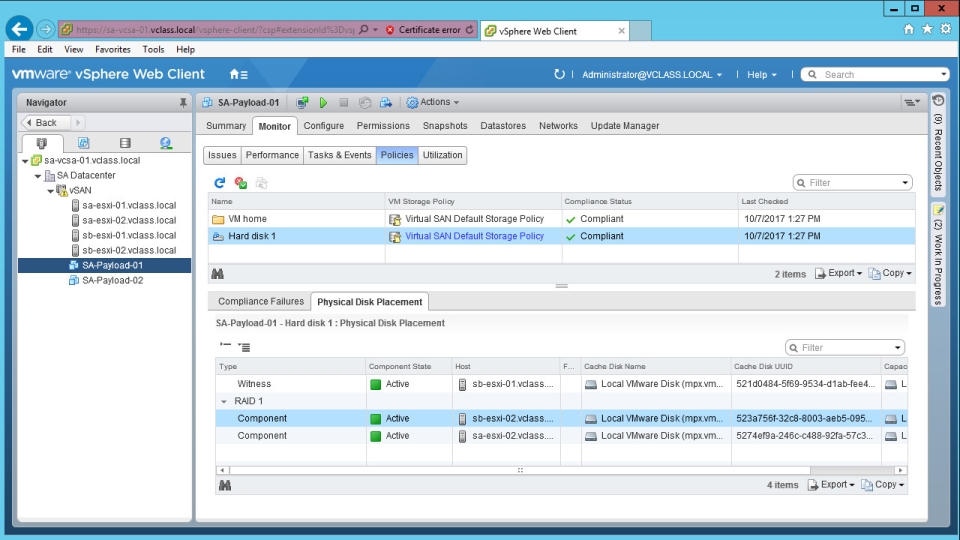 https://sa-vcsa-01.vclass.local/vsphere-client/?csp#extensionId%3Dvsp
Certificate error
vSphere Web Client
File Edit View Favorites Tools Help
vmware® vSphere Web Client
Administrator@VCLASS.LOCAL
Help
Search
Navigator
SA-Payload-01
Actions
Back
Summary Monitor Configure Permissions Snapshots Datastores Networks Update Manager
Issues Performance Tasks & Events Policies Utilization
sa-vcsa-01.vclass.local
SA Datacenter
vSAN
sa-esxi-01.vclass.local
sa-esxi-02.vclass.local
sb-esxi-01.vclass.local
sb-esxi-02.vclass.local
SA-Payload-01
SA-Payload-02
Filter
Name VM Storage Policy Compliance Status Last Checked
VM home Virtual SAN Default Storage Policy Compliant 10/7/2017 1:27 PM
Hard disk 1 Virtual SAN Default Storage Policy Compliant 10/7/2017 1:27 PM
2 items Export Copy
Compliance Failures Physical Disk Placement
SA-Payload-01 - Hard disk 1 : Physical Disk Placement
Filter
Type Component State Host F... Cache Disk Name Cache Disk UUID Capac
Witness Active sb-esxi-01.vclass.... Local VMware Disk (mpx.vm... 521d0484-5f69-9534-d1ab-fee4... L
RAID 1
Component Active sb-esxi-02.vclass.... Local VMware Disk (mpx.vm... 523a756f-32c8-8003-aeb5-095... L
Component Active sa-esxi-02.vclass.... Local VMware Disk (mpx.vm... 5274ef9a-246c-c488-92fa-57c3... L
4 items Export Copy
(9) Recent Objects
(2) Work In Progress